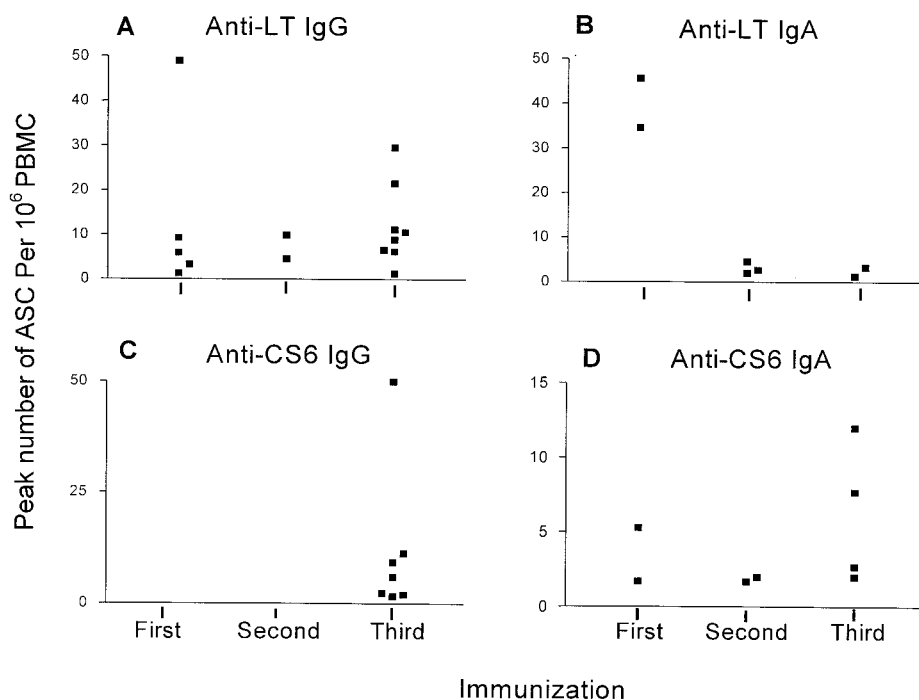 A Anti-LT IgG
50
40
30
20
10
0
B Anti-LT IgA
50
40
30
20
10
0
Peak number of ASC Per 10⁶ PBMC
C Anti-CS6 IgG
50
25
0
First Second Third
D Anti-CS6 IgA
15
10
5
0
First Second Third
Immunization